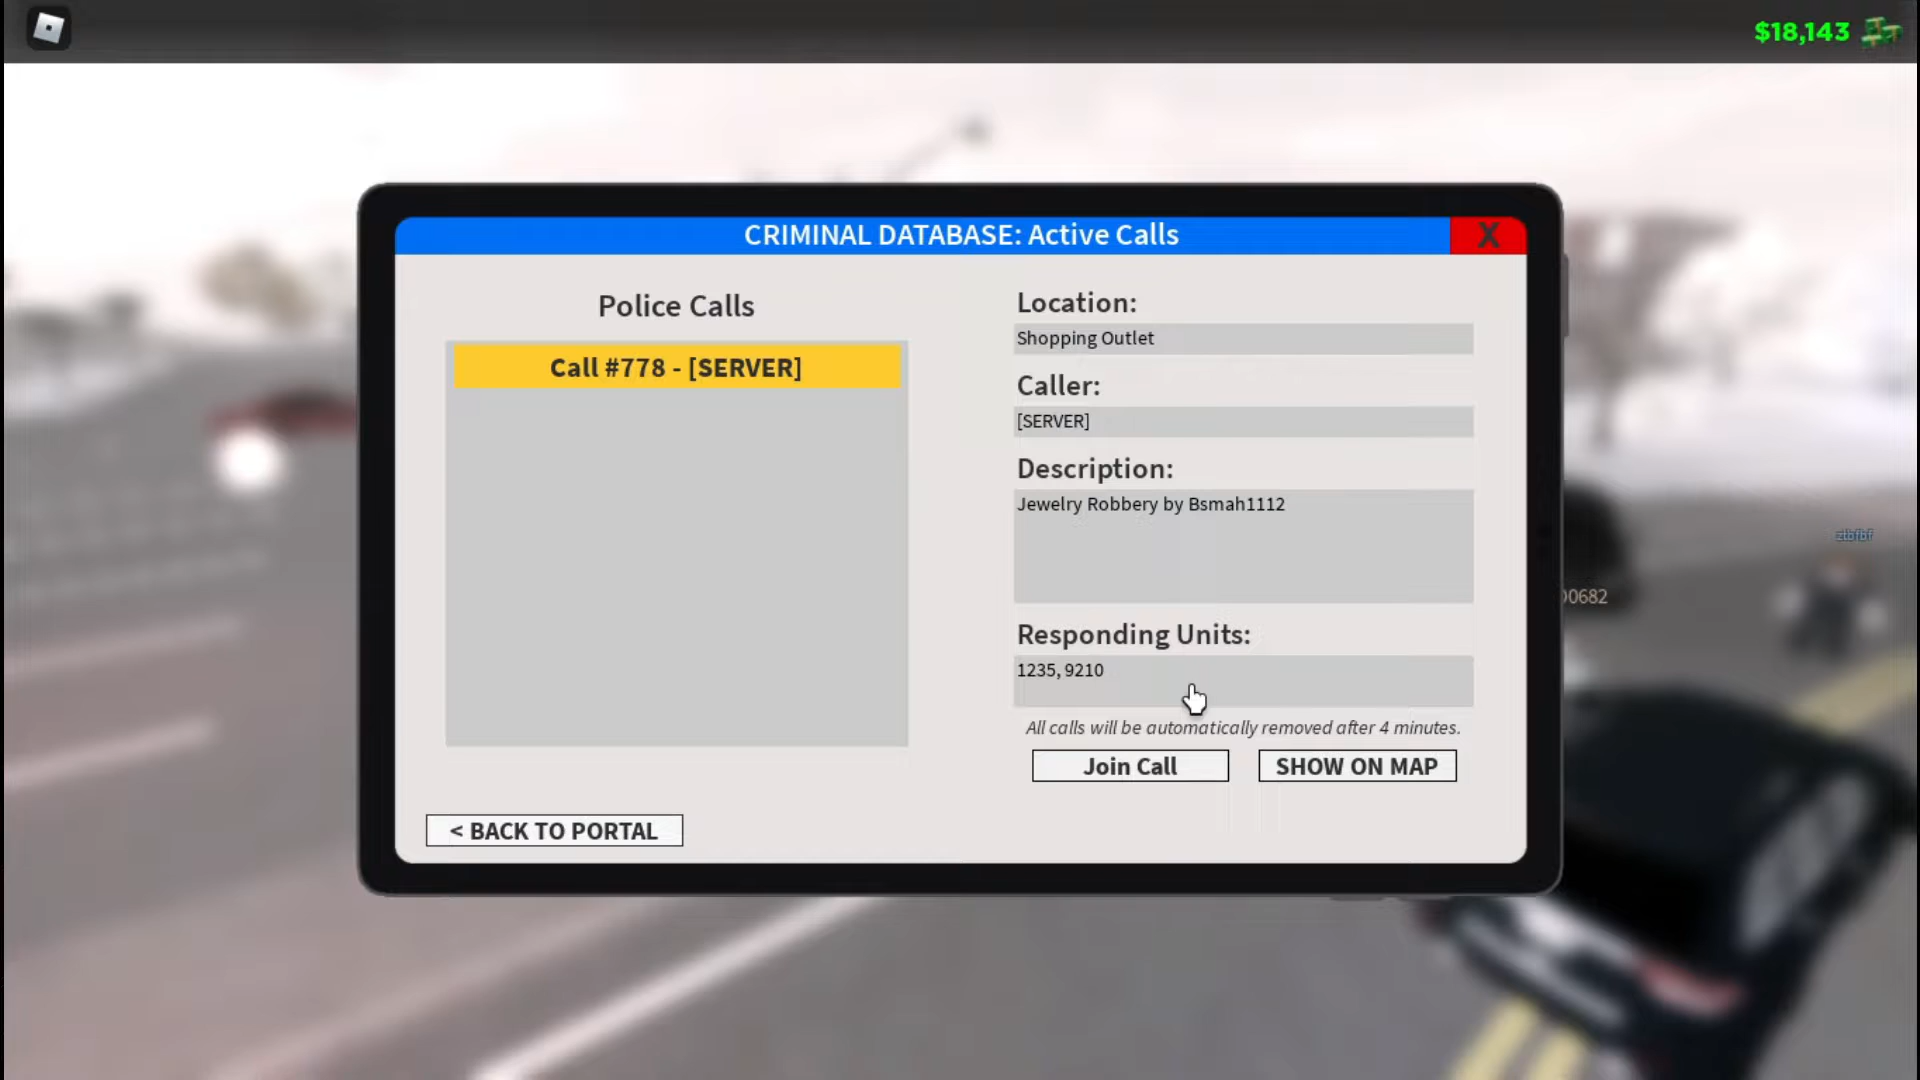 $18,143
CRIMINAL DATABASE: Active Calls
X
Police Calls
Call #778 - [SERVER]
Location:
Shopping Outlet
Caller:
[SERVER]
Description:
Jewelry Robbery by Bsmah1112
Responding Units:
1235, 9210
All calls will be automatically removed after 4 minutes.
Join Call
SHOW ON MAP
< BACK TO PORTAL
ztbfbf
0682